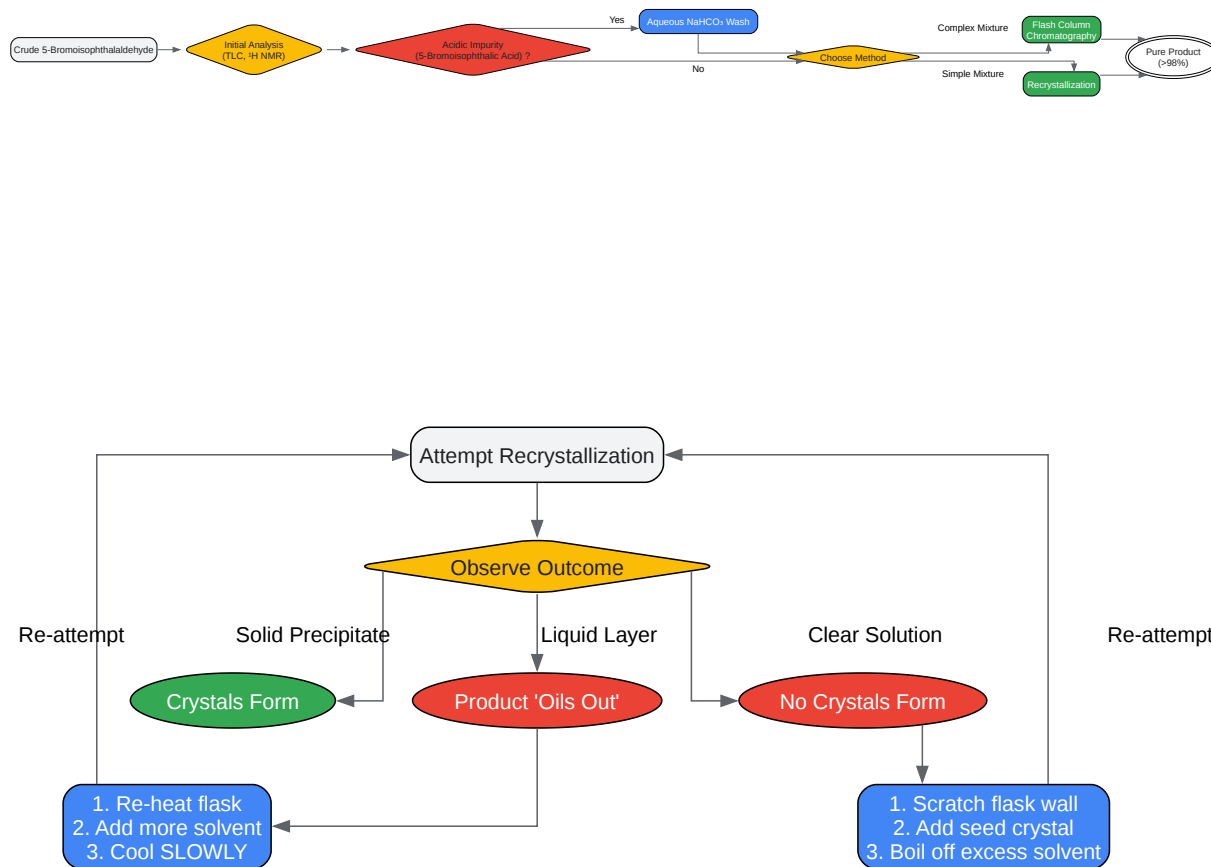 Crude 5-Bromoisophthalaldehyde
Initial Analysis
(TLC, ¹H NMR)
Acidic Impurity
(5-Bromoisophthalic Acid) ?
Yes
Aqueous NaHCO₃ Wash
No
Choose Method
Complex Mixture
Flash Column
Chromatography
Simple Mixture
Recrystallization
Pure Product
(>98%)
Attempt Recrystallization
Observe Outcome
Re-attempt
Solid Precipitate
Liquid Layer
Clear Solution
Re-attempt
Crystals Form
Product 'Oils Out'
No Crystals Form
1. Re-heat flask
2. Add more solvent
3. Cool SLOWLY
1. Scratch flask wall
2. Add seed crystal
3. Boil off excess solvent